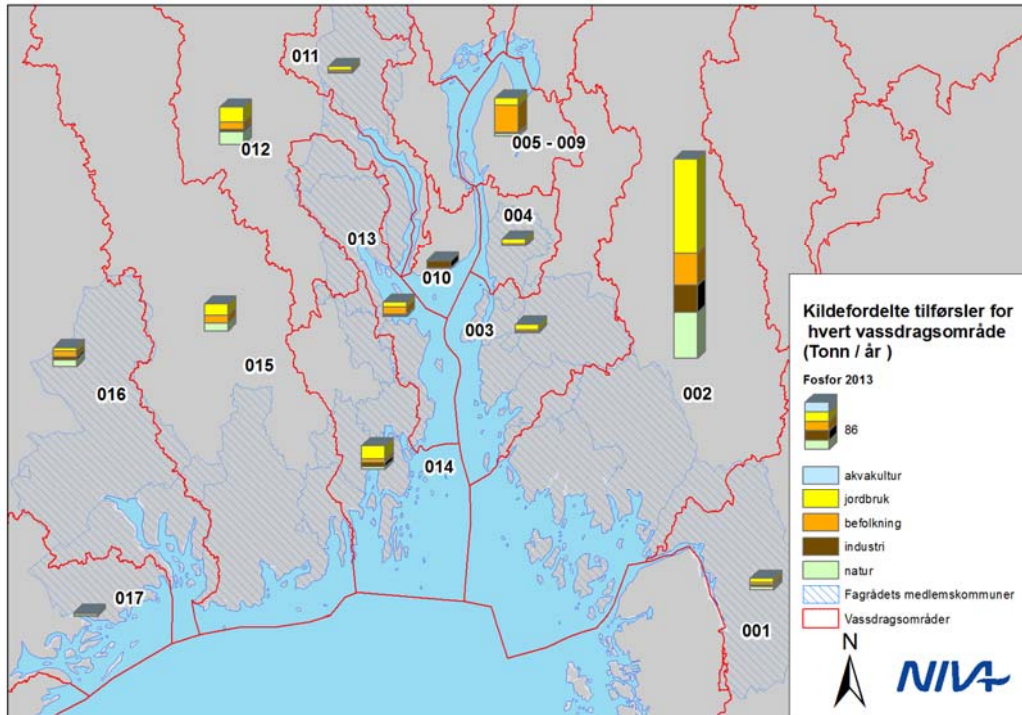 011
012
005 - 009
004
013
010
003
015
016
002
014
017
001
Kildefordelte tilførsler for
hvert vassdragsområde
(Tonn / år )
Fosfor 2013
86
akvakultur
jordbruk
befolkning
industri
natur
Fagrådets medlemskommuner
Vassdragsområder
N
NIVA